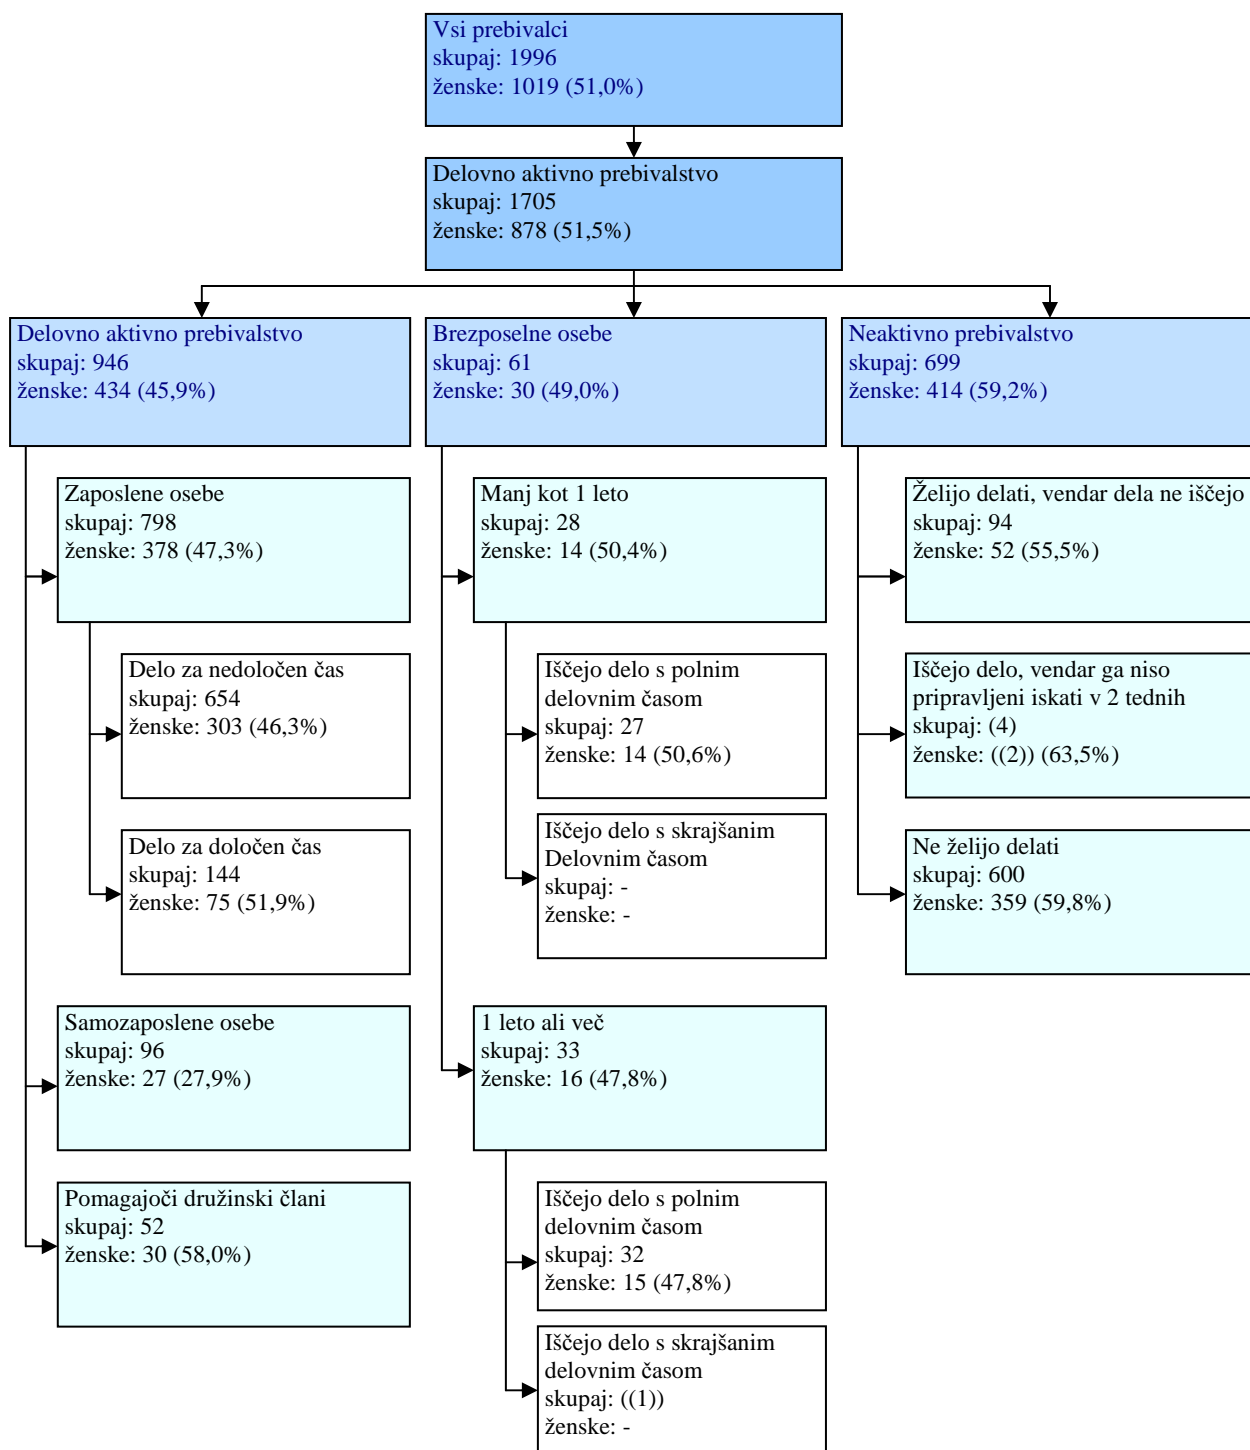 Vsi prebivalci
skupaj: 1996
ženske: 1019 (51,0%)
Delovno aktivno prebivalstvo
skupaj: 1705
ženske: 878 (51,5%)
Delovno aktivno prebivalstvo
skupaj: 946
ženske: 434 (45,9%)
Zaposlene osebe
skupaj: 798
ženske: 378 (47,3%)
Delo za nedoločen čas
skupaj: 654
ženske: 303 (46,3%)
Delo za določen čas
skupaj: 144
ženske: 75 (51,9%)
Samozaposlene osebe
skupaj: 96
ženske: 27 (27,9%)
Pomagajoči družinski člani
skupaj: 52
ženske: 30 (58,0%)
Brezposelne osebe
skupaj: 61
ženske: 30 (49,0%)
Manj kot 1 leto
skupaj: 28
ženske: 14 (50,4%)
Iščejo delo s polnim
delovnim časom
skupaj: 27
ženske: 14 (50,6%)
Iščejo delo s skrajšanim
Delovnim časom
skupaj: -
ženske: -
1 leto ali več
skupaj: 33
ženske: 16 (47,8%)
Iščejo delo s polnim
delovnim časom
skupaj: 32
ženske: 15 (47,8%)
Iščejo delo s skrajšanim
delovnim časom
skupaj: ((1))
ženske: -
Neaktivno prebivalstvo
skupaj: 699
ženske: 414 (59,2%)
Želijo delati, vendar dela ne iščejo
skupaj: 94
ženske: 52 (55,5%)
Iščejo delo, vendar ga niso
pripravljeni iskati v 2 tednih
skupaj: (4)
ženske: ((2)) (63,5%)
Ne želijo delati
skupaj: 600
ženske: 359 (59,8%)